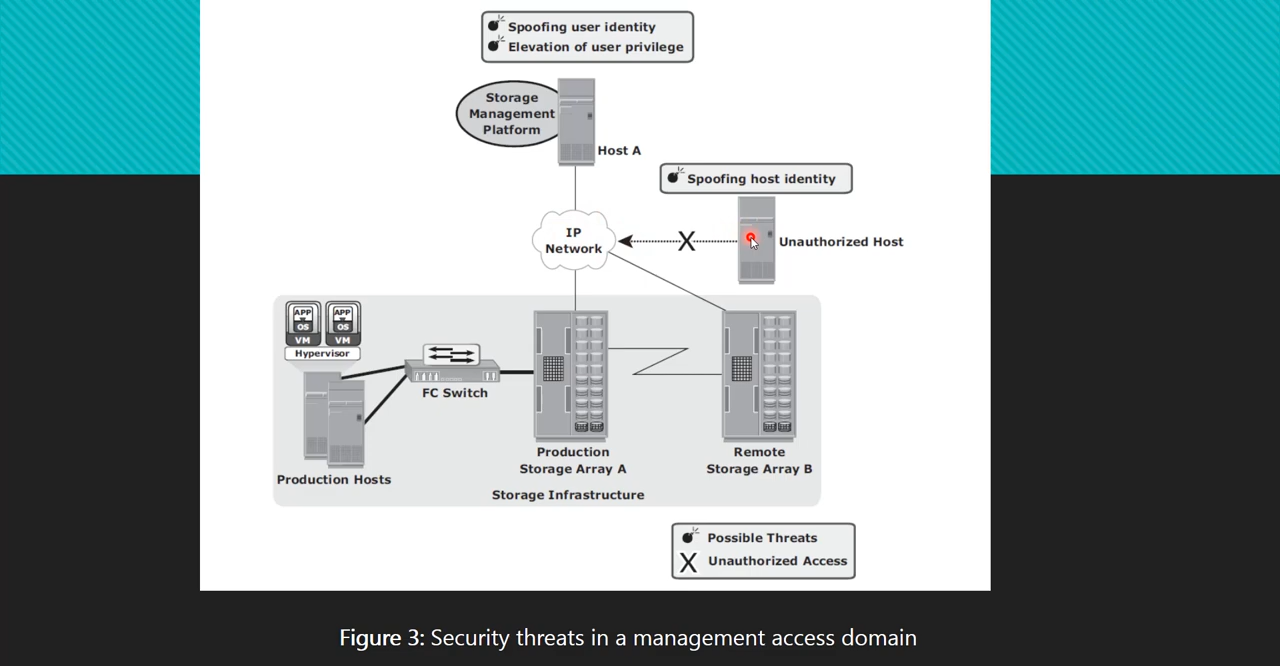 Spoofing user identity
Elevation of user privilege
Storage
Management
Platform
Host A
Spoofing host identity
IP
Network
X
Unauthorized Host
APP
OS
VM
APP
OS
VM
Hypervisor
FC Switch
Production Hosts
Production
Storage Array A
Remote
Storage Array B
Storage Infrastructure
Possible Threats
X Unauthorized Access
Figure 3: Security threats in a management access domain